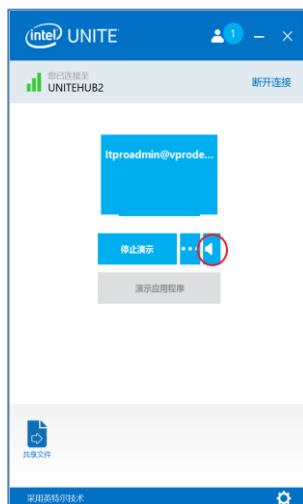 intel UNITE
1
您已连接至
UNITEHUB2
断开连接
Itproadmin@vprode...
停止演示
演示应用程序
共享文件
采用英特尔技术